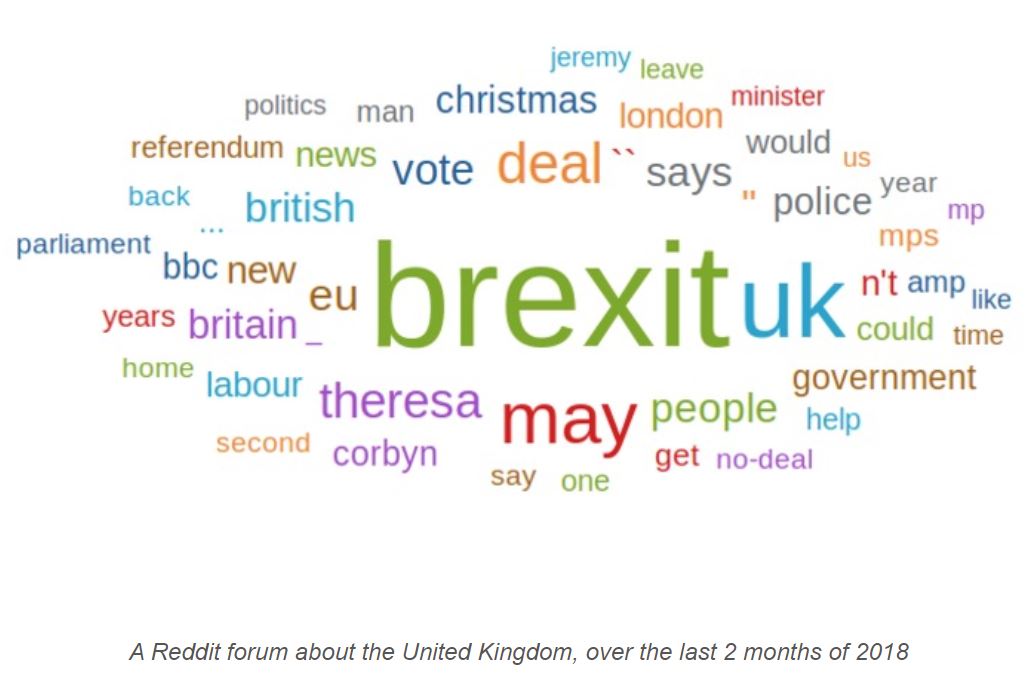 jeremy leave
politics man christmas london minister
referendum news vote deal `` says would us
back british " police year mp
... mps
parliament bbc new eu brexit uk n't amp like
years britain _ could time
home labour theresa may people government
second corbyn get no-deal help
say one
A Reddit forum about the United Kingdom, over the last 2 months of 2018